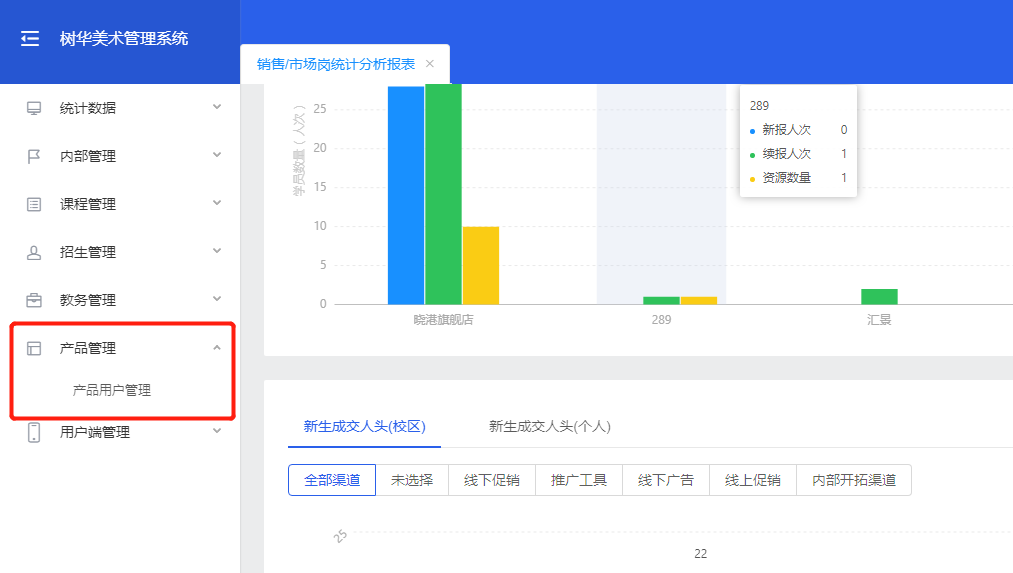 树华美术管理系统
销售/市场岗统计分析报表
统计数据
内部管理
课程管理
招生管理
教务管理
产品管理
产品用户管理
用户端管理
学员数量 ( 人次 )
25
20
15
10
5
0
晓港旗舰店
289
汇景
289
新报人次 0
续报人次 1
资源数量 1
新生成交人头(校区) 新生成交人头(个人)
全部渠道 未选择 线下促销 推广工具 线下广告 线上促销 内部开拓渠道
25
22